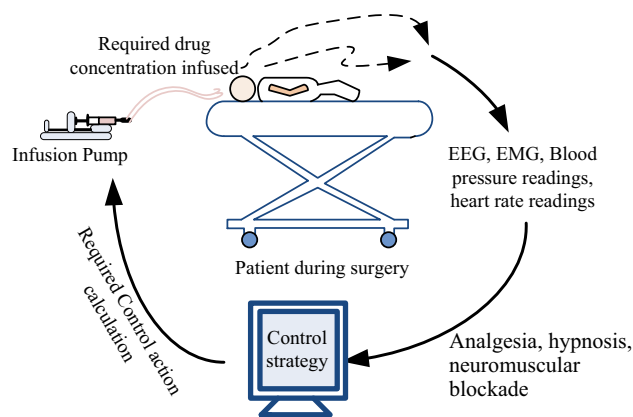 Required drug
concentration infused
Infusion Pump
EEG, EMG, Blood
pressure readings,
heart rate readings
Patient during surgery
Required Control action
calculation
Control
strategy
Analgesia, hypnosis,
neuromuscular
blockade